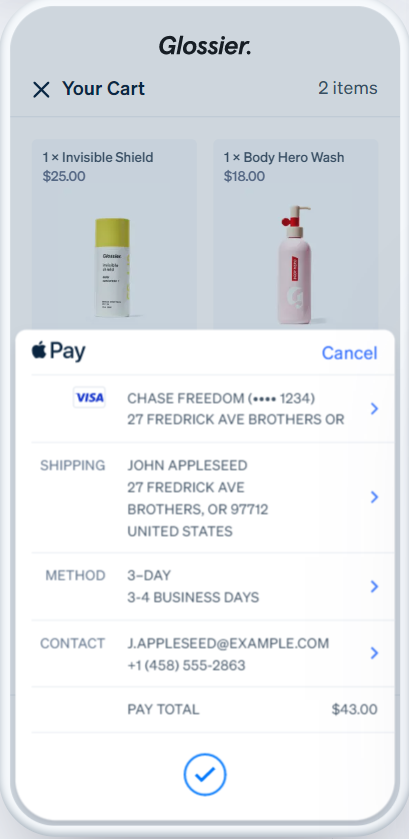 Glossier.
Your Cart
2 items
1 × Invisible Shield
$25.00
1 × Body Hero Wash
$18.00
Glossier.
invisible
shield
Pay
Cancel
VISA
CHASE FREEDOM (•••• 1234)
27 FREDRICK AVE BROTHERS OR
SHIPPING
JOHN APPLESEED
27 FREDRICK AVE
BROTHERS, OR 97712
UNITED STATES
METHOD
3–DAY
3-4 BUSINESS DAYS
CONTACT
J.APPLESEED@EXAMPLE.COM
+1 (458) 555-2863
PAY TOTAL
$43.00